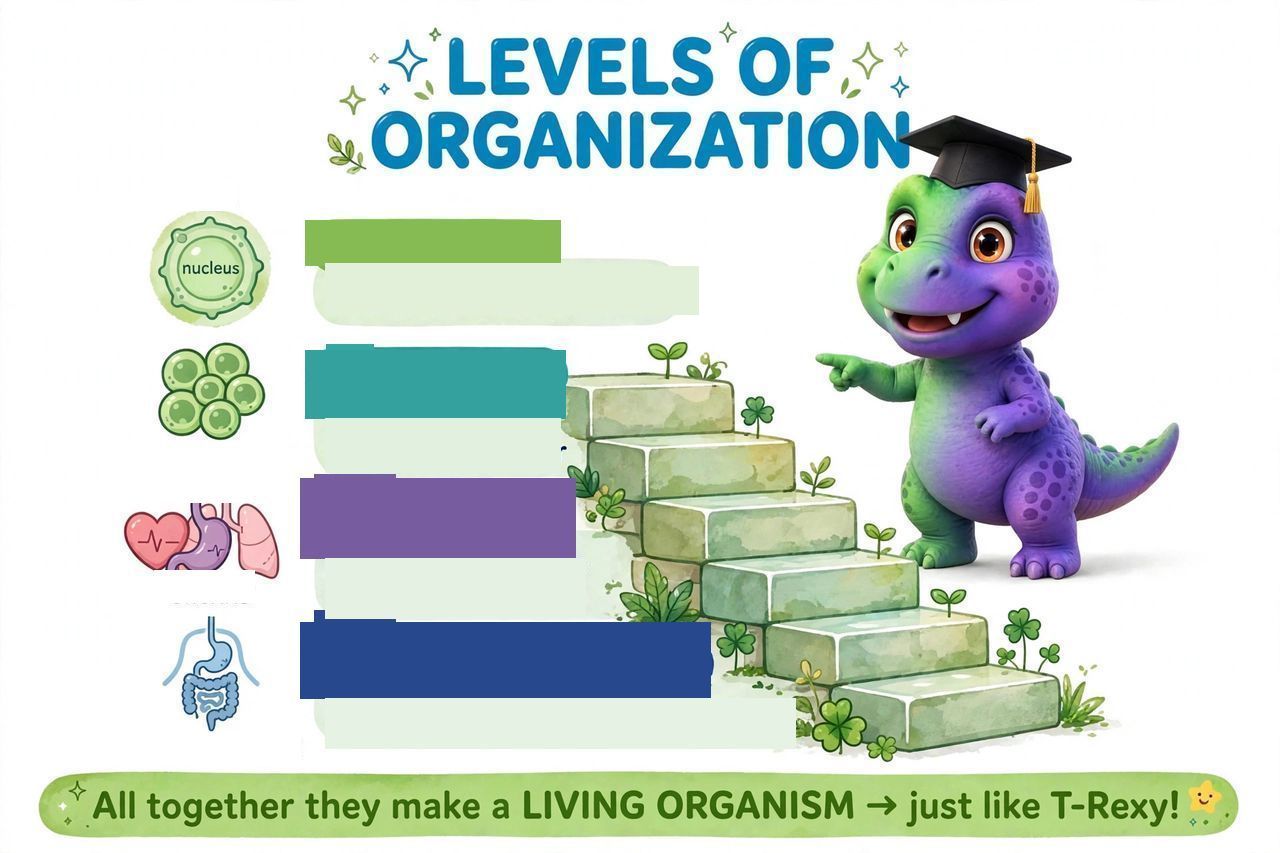 LEVELS OF
ORGANIZATION
nucleus
All together they make a LIVING ORGANISM → just like T-Rexy!